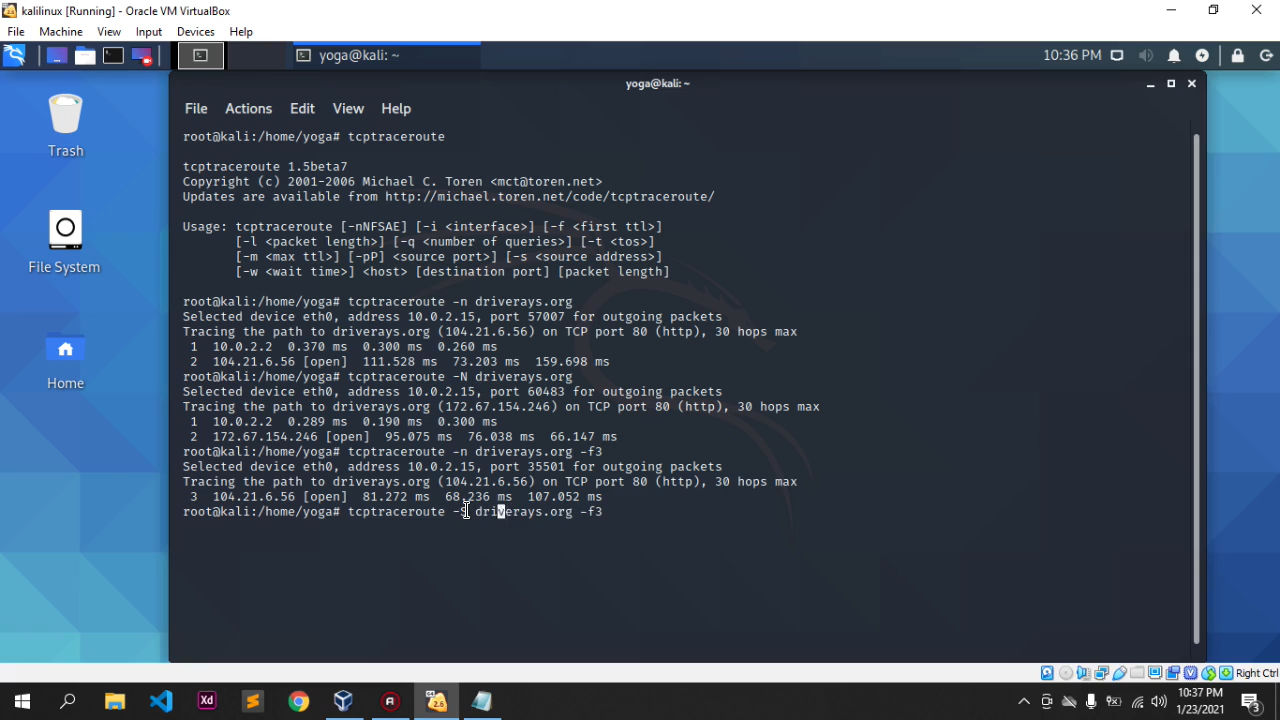 kalilinux [Running] - Oracle VM VirtualBox
File Machine View Input Devices Help
yoga@kali: ~
10:36 PM
yoga@kali: ~
File Actions Edit View Help
Trash
File System
Home
root@kali:/home/yoga# tcptraceroute
tcptraceroute 1.5beta7
Copyright (c) 2001-2006 Michael C. Toren <mct@toren.net>
Updates are available from http://michael.toren.net/code/tcptraceroute/
Usage: tcptraceroute [-nNFSAE] [-i <interface>] [-f <first ttl>]
[-l <packet length>] [-q <number of queries>] [-t <tos>]
[-m <max ttl>] [-pP] <source port>] [-s <source address>]
[-w <wait time>] <host> [destination port] [packet length]
root@kali:/home/yoga# tcptraceroute -n driverays.org
Selected device eth0, address 10.0.2.15, port 57007 for outgoing packets
Tracing the path to driverays.org (104.21.6.56) on TCP port 80 (http), 30 hops max
1 10.0.2.2 0.370 ms 0.300 ms 0.260 ms
2 104.21.6.56 [open] 111.528 ms 73.203 ms 159.698 ms
root@kali:/home/yoga# tcptraceroute -N driverays.org
Selected device eth0, address 10.0.2.15, port 60483 for outgoing packets
Tracing the path to driverays.org (172.67.154.246) on TCP port 80 (http), 30 hops max
1 10.0.2.2 0.289 ms 0.190 ms 0.300 ms
2 172.67.154.246 [open] 95.075 ms 76.038 ms 66.147 ms
root@kali:/home/yoga# tcptraceroute -n driverays.org -f3
Selected device eth0, address 10.0.2.15, port 35501 for outgoing packets
Tracing the path to driverays.org (104.21.6.56) on TCP port 80 (http), 30 hops max
3 104.21.6.56 [open] 81.272 ms 68.236 ms 107.052 ms
root@kali:/home/yoga# tcptraceroute -S driverays.org -f3
Right Ctrl
Xd
2.6
10:37 PM
1/23/2021
3